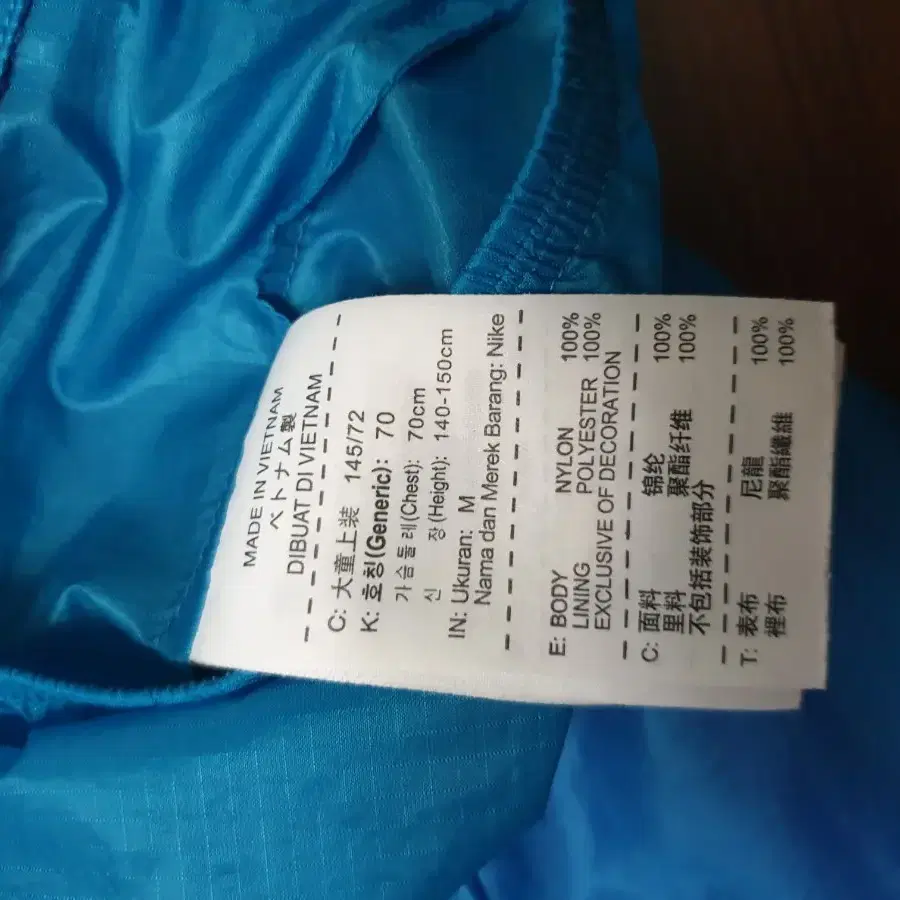 MADE IN VIETNAM
ベトナム製
DIBUAT DI VIETNAM
C: 大童上装 145/72
K: 호칭(Generic): 70
가슴둘레(Chest): 70cm
신 장(Height): 140-150cm
IN: Ukuran: M
Nama dan Merek Barang: Nike
E: BODY NYLON 100%
LINING POLYESTER 100%
EXCLUSIVE OF DECORATION
C: 面料 锦纶 100%
里料 聚酯纤维 100%
不包括装饰部分
T: 表布 尼龍 100%
裡布 聚酯纖維 100%